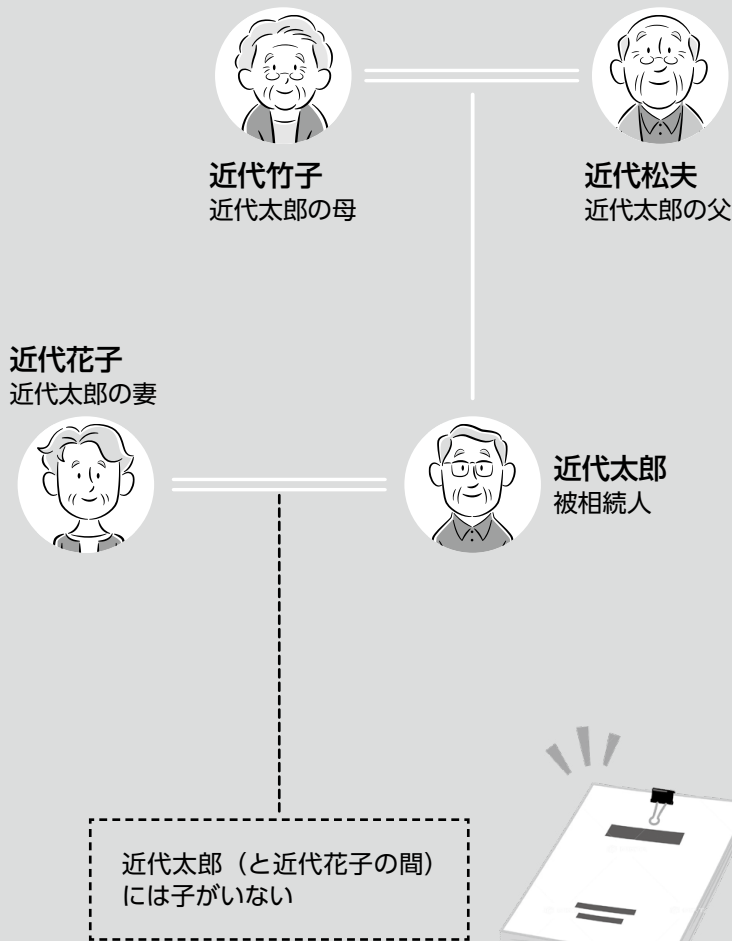 近代竹子
近代太郎の母
近代松夫
近代太郎の父
近代花子
近代太郎の妻
近代太郎
被相続人
近代太郎（と近代花子の間）
には子がいない